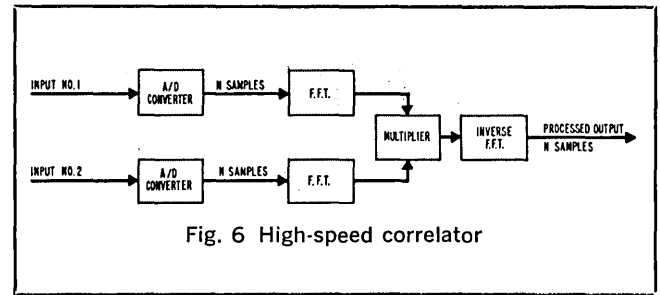 INPUT NO.1
A/D
CONVERTER
N SAMPLES
F.F.T.
MULTIPLIER
INVERSE
F.F.T.
PROCESSED OUTPUT
N SAMPLES
INPUT NO.2
A/D
CONVERTER
N SAMPLES
F.F.T.
Fig. 6 High-speed correlator